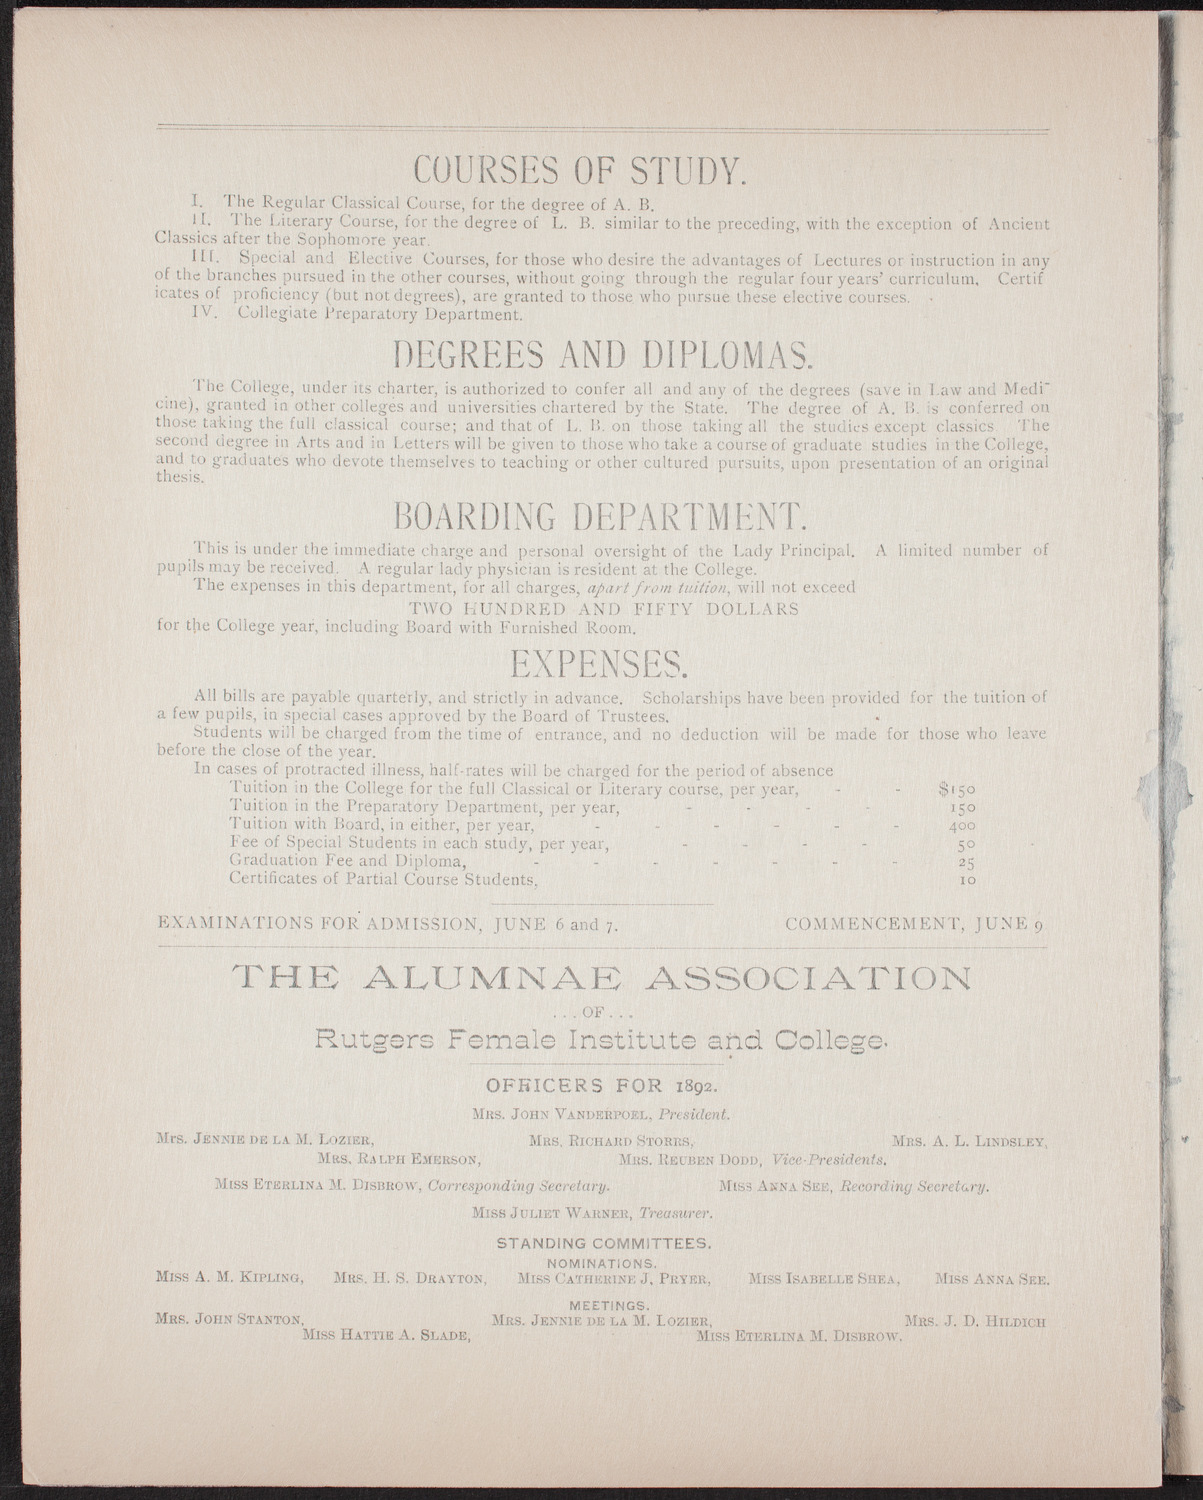 COURSES OF STUDY.
I. The Regular Classical Course, for the degree of A. B.
II. The Literary Course, for the degree of L. B. similar to the preceding, with the exception of Ancient
Classics after the Sophomore year.
III. Special and Elective Courses, for those who desire the advantages of Lectures or instruction in any
of the branches pursued in the other courses, without going through the regular four years' curriculum. Certif
icates of proficiency (but not degrees), are granted to those who pursue these elective courses.
IV. Collegiate Preparatory Department.
DEGREES AND DIPLOMAS.
The College, under its charter, is authorized to confer all and any of the degrees (save in Law and Medi-
cine), granted in other colleges and universities chartered by the State. The degree of A. B. is conferred on
those taking the full classical course; and that of L. B. on those taking all the studies except classics The
second degree in Arts and in Letters will be given to those who take a course of graduate studies in the College,
and to graduates who devote themselves to teaching or other cultured pursuits, upon presentation of an original
thesis.
BOARDING DEPARTMENT.
This is under the immediate charge and personal oversight of the Lady Principal. A limited number of
pupils may be received. A regular lady physician is resident at the College.
The expenses in this department, for all charges, apart from tuition, will not exceed
TWO HUNDRED AND FIFTY DOLLARS
for the College year, including Board with Furnished Room.
EXPENSES.
All bills are payable quarterly, and strictly in advance. Scholarships have been provided for the tuition of
a few pupils, in special cases approved by the Board of Trustees.
Students will be charged from the time of entrance, and no deduction will be made for those who leave
before the close of the year.
In cases of protracted illness, half-rates will be charged for the period of absence
Tuition in the College for the full Classical or Literary course, per year, - - $150
Tuition in the Preparatory Department, per year, - - - - 150
Tuition with Board, in either, per year, - - - - - - 400
Fee of Special Students in each study, per year, - - - - 50
Graduation Fee and Diploma, - - - - - - - 25
Certificates of Partial Course Students, 10
EXAMINATIONS FOR ADMISSION, JUNE 6 and 7. COMMENCEMENT, JUNE 9
THE ALUMNAE ASSOCIATION
...OF...
Rutgers Female Institute and College.
OFFICERS FOR 1892.
MRS. JOHN VANDERPOEL, President.
MRS. JENNIE DE LA M. LOZIER, MRS. RICHARD STORRS, MRS. A. L. LINDSLEY,
MRS. RALPH EMERSON, MRS. REUBEN DODD, Vice-Presidents.
MISS ETERLINA M. DISBROW, Corresponding Secretary. MISS ANNA SEE, Recording Secretary.
MISS JULIET WARNER, Treasurer.
STANDING COMMITTEES.
NOMINATIONS.
MISS A. M. KIPLING, MRS. H. S. DRAYTON, MISS CATHERINE J. PRYER, MISS ISABELLE SHEA, MISS ANNA SEE.
MEETINGS.
MRS. JOHN STANTON, MRS. JENNIE DE LA M. LOZIER, MRS. J. D. HILDICH
MISS HATTIE A. SLADE, MISS ETERLINA M. DISBROW.